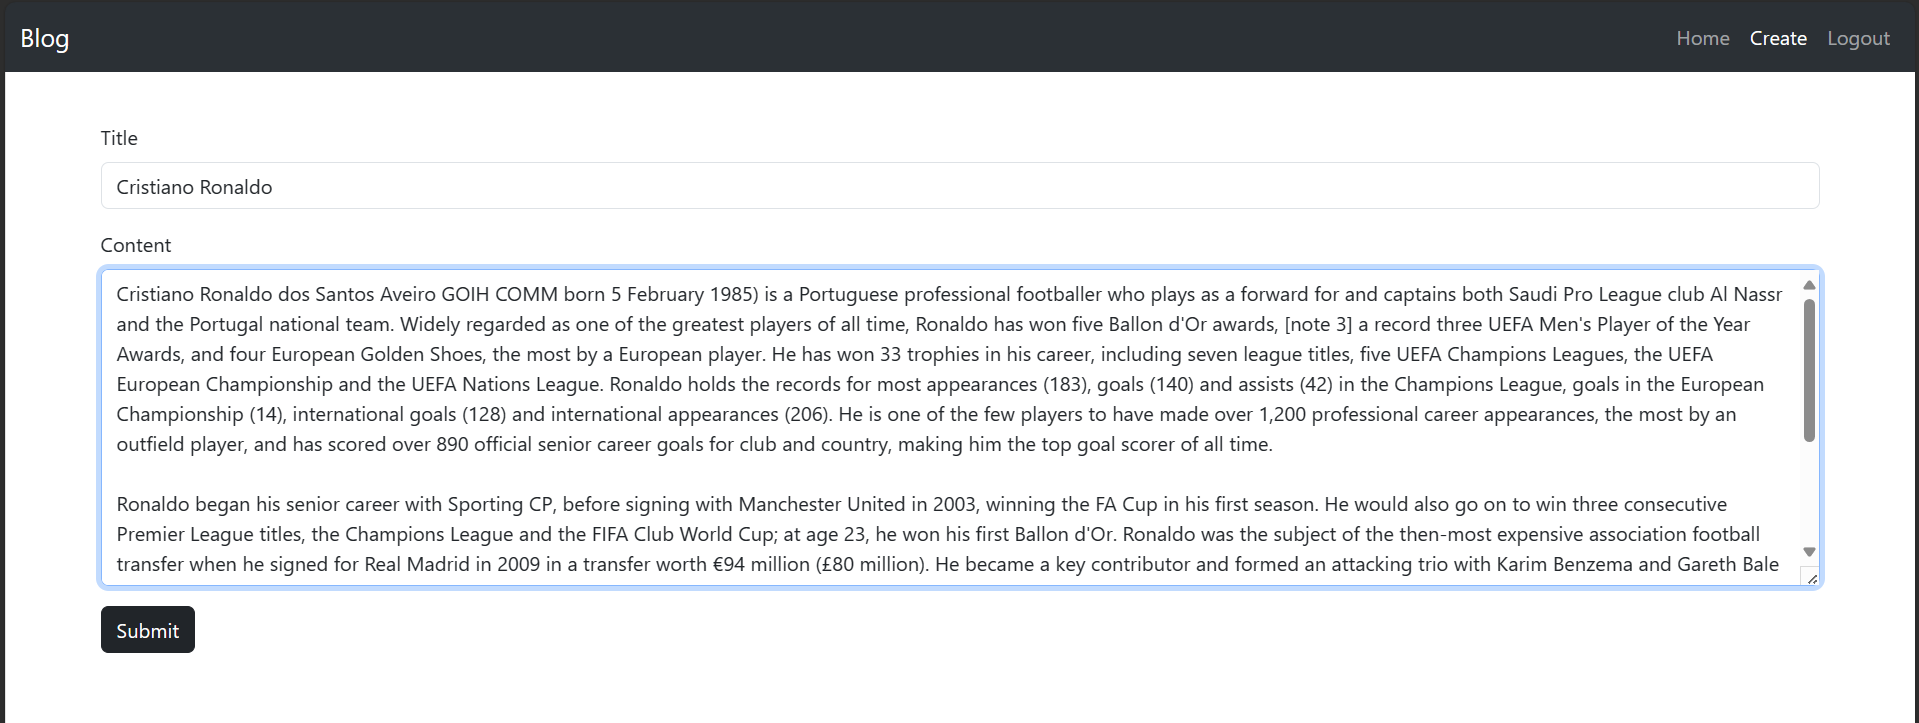 Blog
Home Create Logout
Title
Cristiano Ronaldo
Content
Cristiano Ronaldo dos Santos Aveiro GOIH COMM born 5 February 1985) is a Portuguese professional footballer who plays as a forward for and captains both Saudi Pro League club Al Nassr
and the Portugal national team. Widely regarded as one of the greatest players of all time, Ronaldo has won five Ballon d'Or awards, [note 3] a record three UEFA Men's Player of the Year
Awards, and four European Golden Shoes, the most by a European player. He has won 33 trophies in his career, including seven league titles, five UEFA Champions Leagues, the UEFA
European Championship and the UEFA Nations League. Ronaldo holds the records for most appearances (183), goals (140) and assists (42) in the Champions League, goals in the European
Championship (14), international goals (128) and international appearances (206). He is one of the few players to have made over 1,200 professional career appearances, the most by an
outfield player, and has scored over 890 official senior career goals for club and country, making him the top goal scorer of all time.
Ronaldo began his senior career with Sporting CP, before signing with Manchester United in 2003, winning the FA Cup in his first season. He would also go on to win three consecutive
Premier League titles, the Champions League and the FIFA Club World Cup; at age 23, he won his first Ballon d'Or. Ronaldo was the subject of the then-most expensive association football
transfer when he signed for Real Madrid in 2009 in a transfer worth €94 million (£80 million). He became a key contributor and formed an attacking trio with Karim Benzema and Gareth Bale
Submit